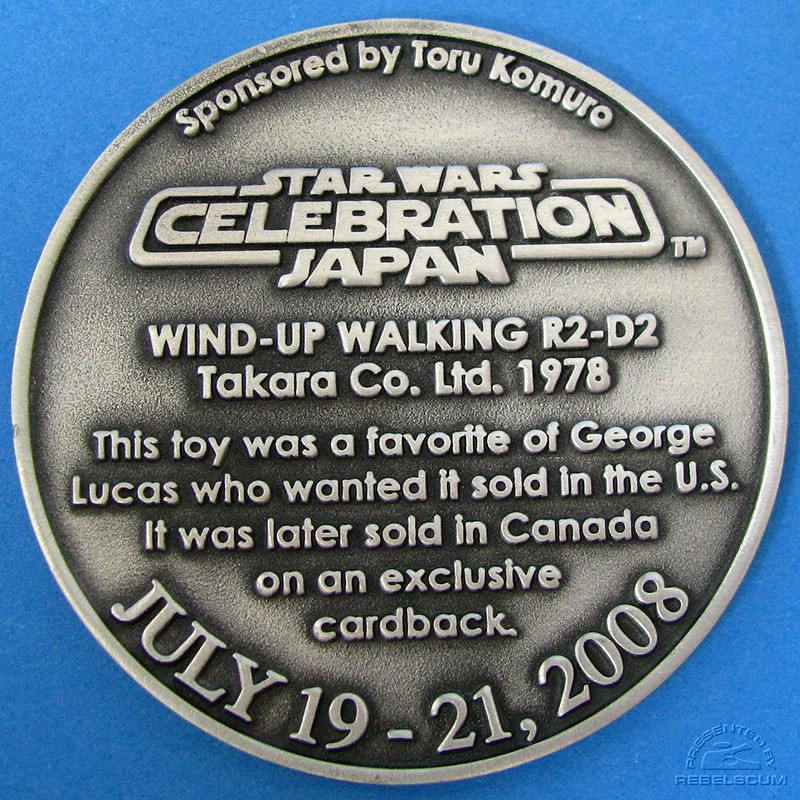 Sponsored by Toru Komuro
STAR WARS
CELEBRATION
JAPAN ™
WIND-UP WALKING R2-D2
Takara Co. Ltd. 1978
This toy was a favorite of George
Lucas who wanted it sold in the U.S.
It was later sold in Canada
on an exclusive
cardback.
JULY 19 - 21, 2008
PRESENTED BY
REBELSCUM